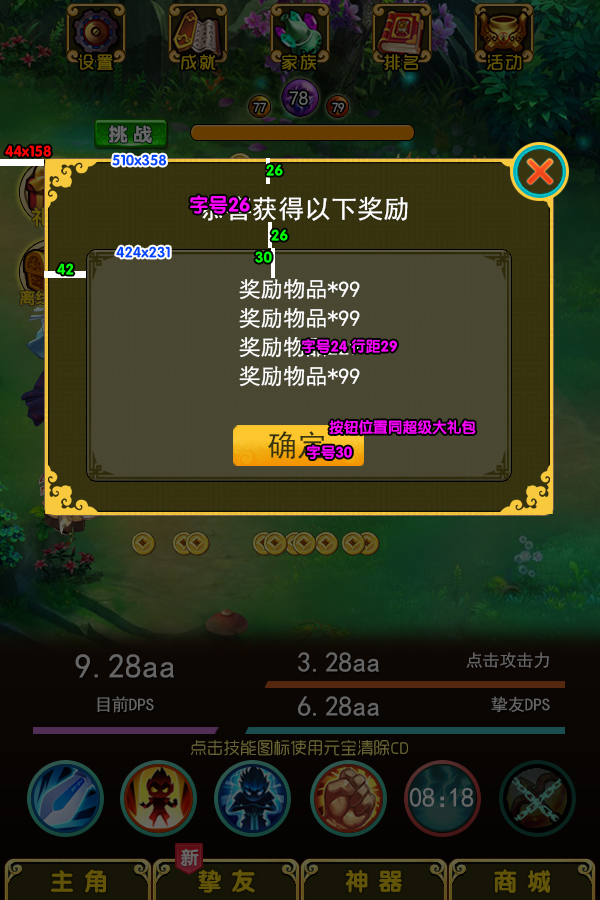 设置 成就 家族 排名 活动
77 78 79
挑战
44x158
510x358
26
字号26
获得以下奖励
26
424x231
30
42
奖励物品*99
奖励物品*99
奖励物
字号24行距29
奖励物品*99
按钮位置同超级大礼包
确定
字号30
9.28aa
3.28aa
点击攻击力
目前DPS
6.28aa
挚友DPS
点击技能图标使用元宝清除CD
08:18
新
主角 挚友 神器 商城